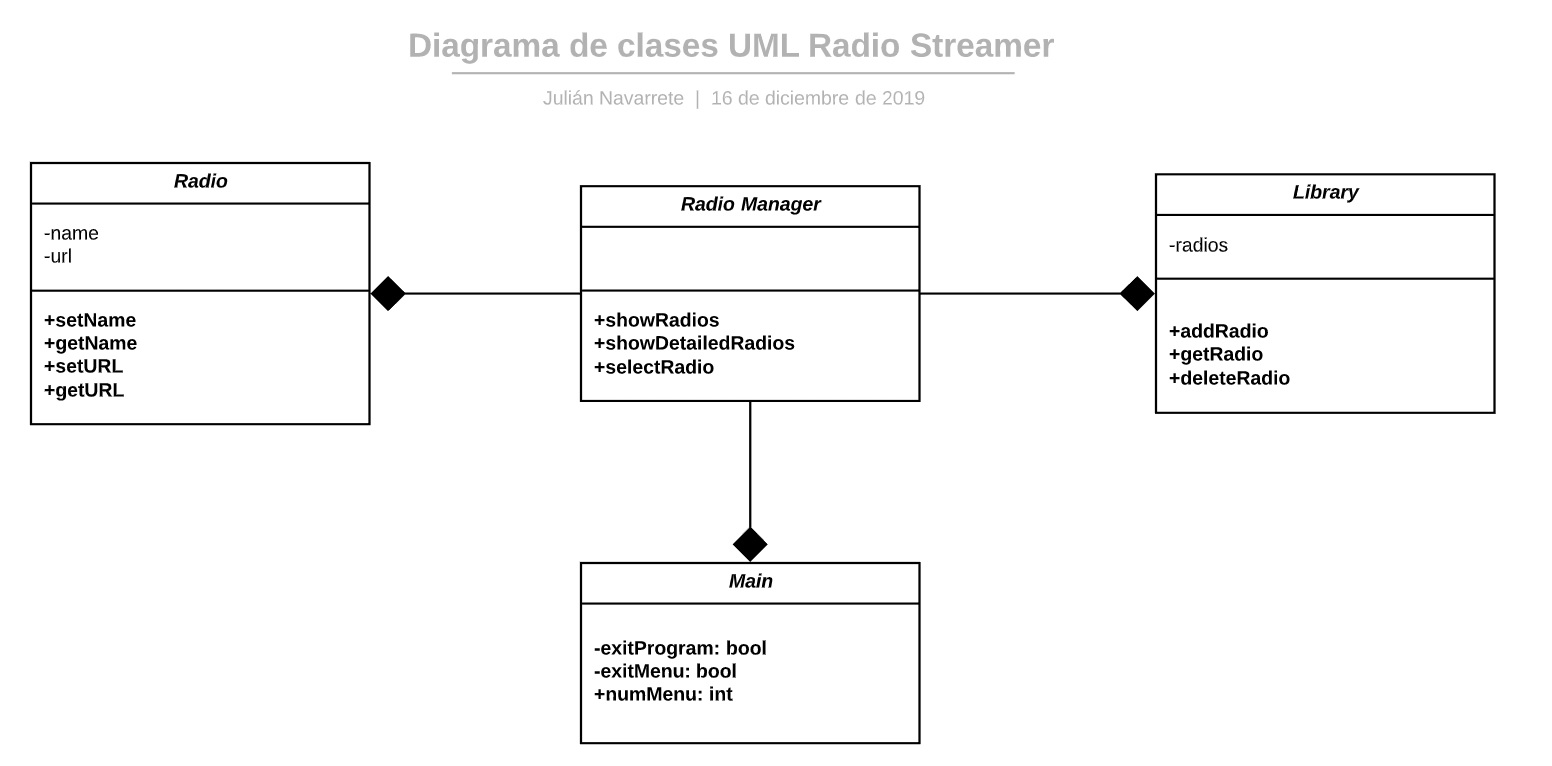 Diagrama de clases UML Radio Streamer
Julián Navarrete | 16 de diciembre de 2019
Radio
-name
-url
+setName
+getName
+setURL
+getURL
Radio Manager
+showRadios
+showDetailedRadios
+selectRadio
Library
-radios
+addRadio
+getRadio
+deleteRadio
Main
-exitProgram: bool
-exitMenu: bool
+numMenu: int